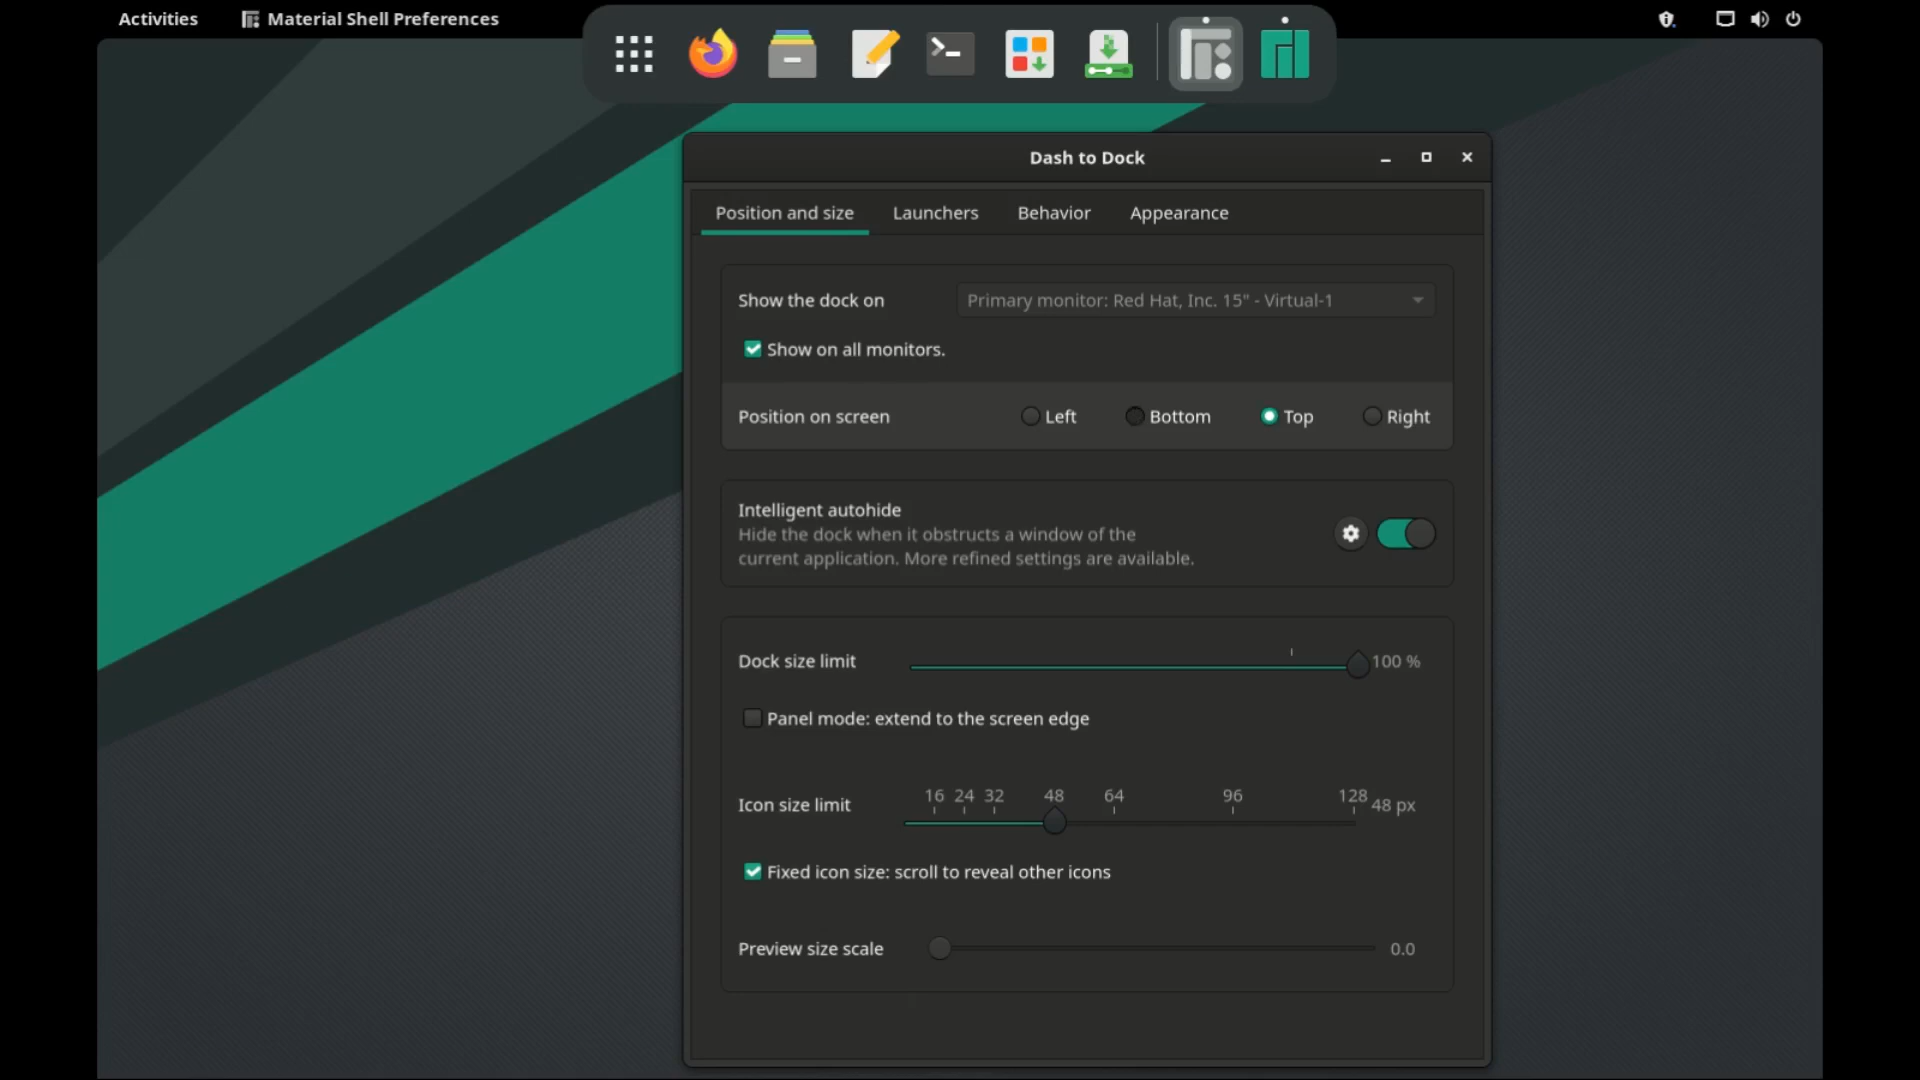 Activities Material Shell Preferences
Dash to Dock
Position and size Launchers Behavior Appearance
Show the dock on Primary monitor: Red Hat, Inc. 15" - Virtual-1
Show on all monitors.
Position on screen Left Bottom Top Right
Intelligent autohide
Hide the dock when it obstructs a window of the
current application. More refined settings are available.
Dock size limit 100 %
Panel mode: extend to the screen edge
16 24 32 48 64 96 128
Icon size limit 48 px
Fixed icon size: scroll to reveal other icons
Preview size scale 0.0